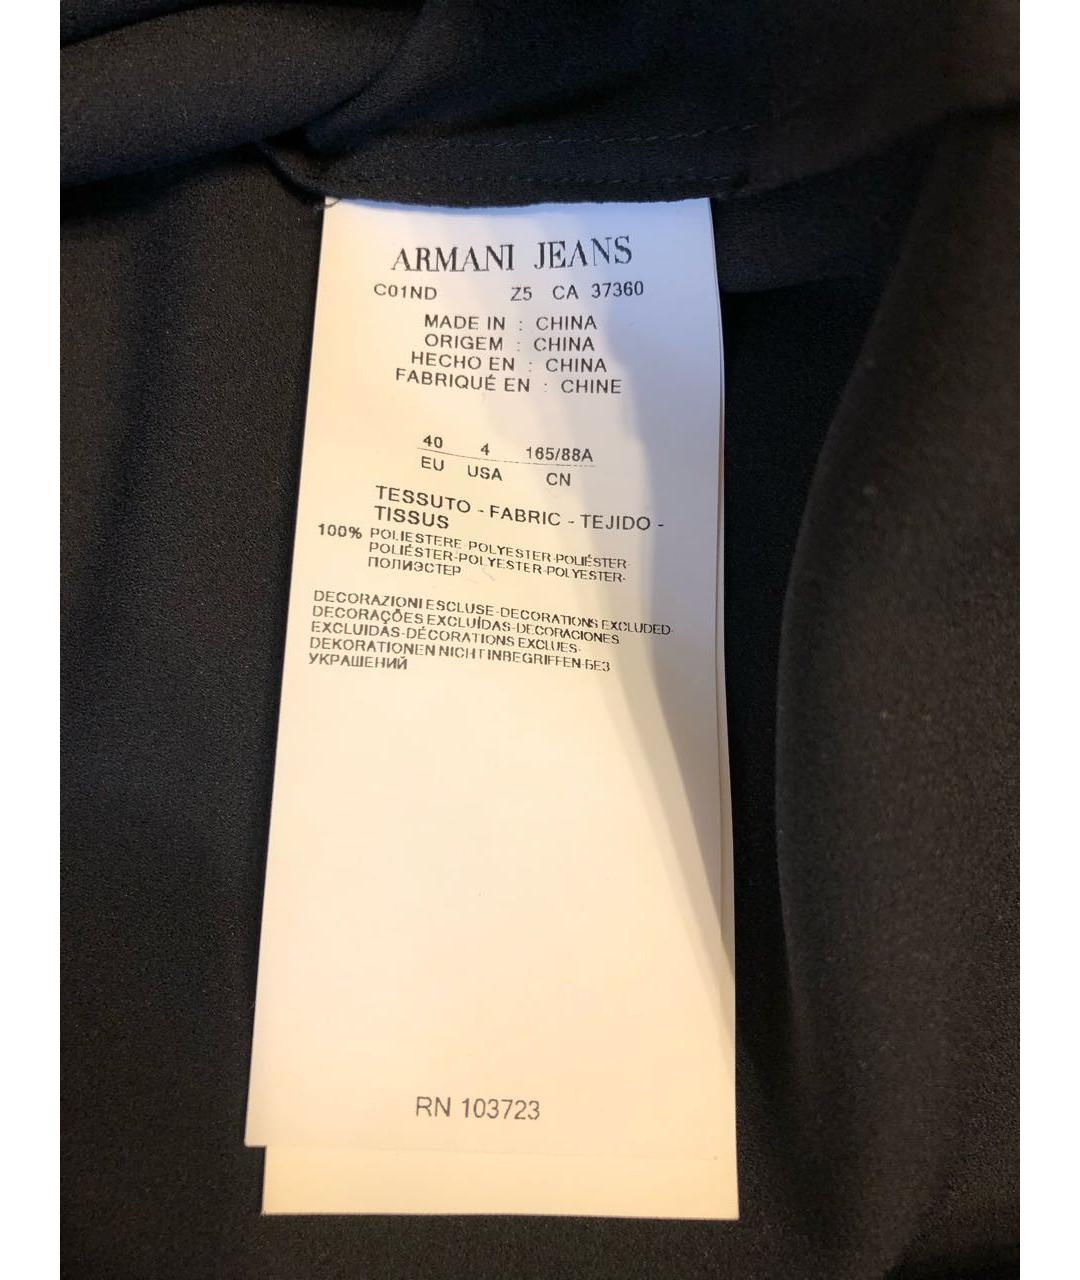 ARMANI JEANS
C01ND Z5 CA 37360
MADE IN : CHINA
ORIGEM : CHINA
HECHO EN : CHINA
FABRIQUÉ EN : CHINE
40 4 165/88A
EU USA CN
TESSUTO - FABRIC - TEJIDO -
TISSUS
100% POLIESTERE-POLYESTER-POLIÉSTER-
POLIÉSTER-POLYESTER-POLYESTER-
ПОЛИЭСТЕР
DECORAZIONI ESCLUSE-DECORATIONS EXCLUDED-
DECORAÇÕES EXCLUÍDAS-DECORACIONES
EXCLUIDAS-DÉCORATIONS EXCLUES-
DEKORATIONEN NICHT INBEGRIFFEN-БЕЗ
УКРАШЕНИЙ
RN 103723